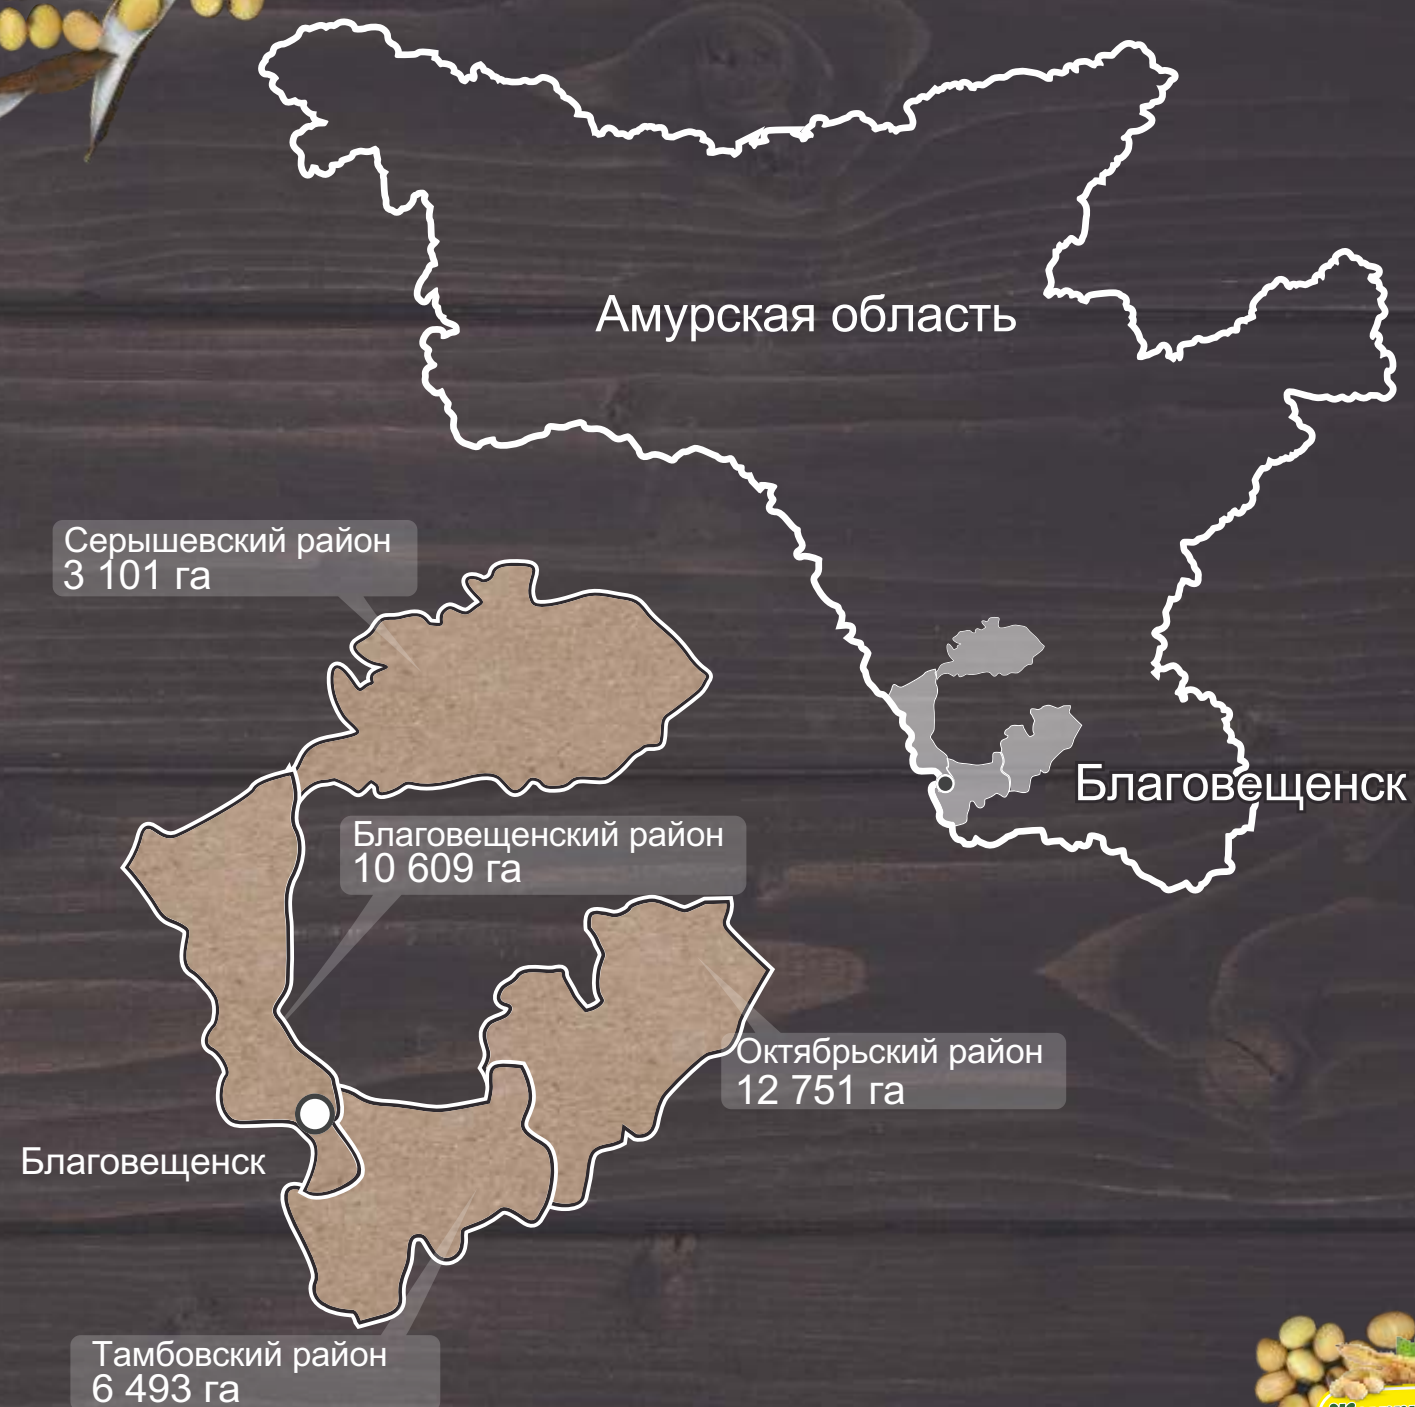 Амурская область
Серышевский район
3 101 га
Благовещенск
Благовещенский район
10 609 га
Октябрьский район
12 751 га
Благовещенск
Тамбовский район
6 493 га